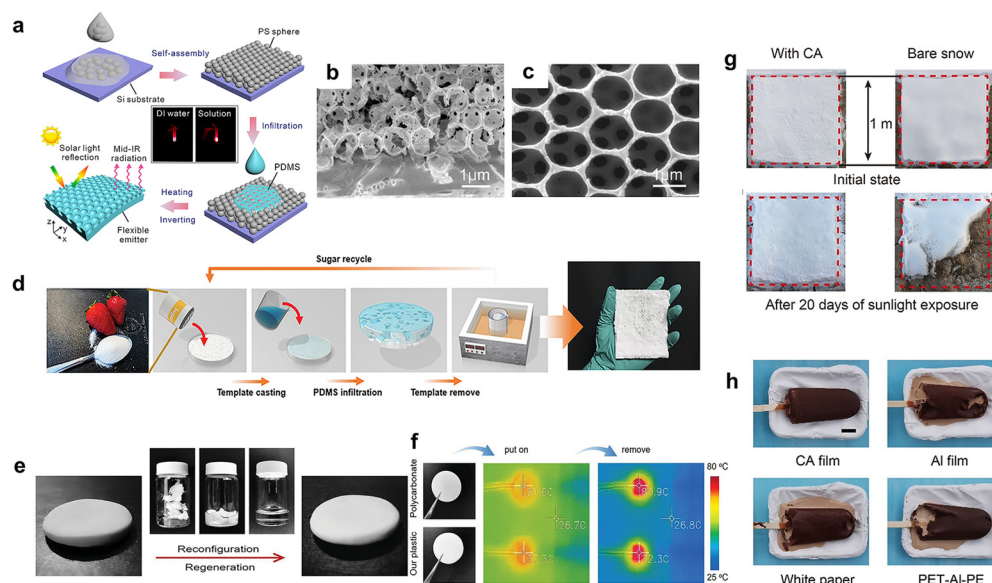 a
Self-assembly
PS sphere
Si substrate
DI water
Solution
Infiltration
PDMS
Solar light
reflection
Mid-IR
radiation
Heating
Inverting
z
y
x
Flexible
emitter
b
1μm
c
1μm
d
Sugar recycle
Template casting
PDMS infiltration
Template remove
e
Reconfiguration
Regeneration
f
put on
remove
Polycarbonate
Our plastic
26.7C
26.8C
80 ºC
25 ºC
g
With CA
Bare snow
1 m
Initial state
After 20 days of sunlight exposure
h
CA film
Al film
White paper
PET-Al-PE